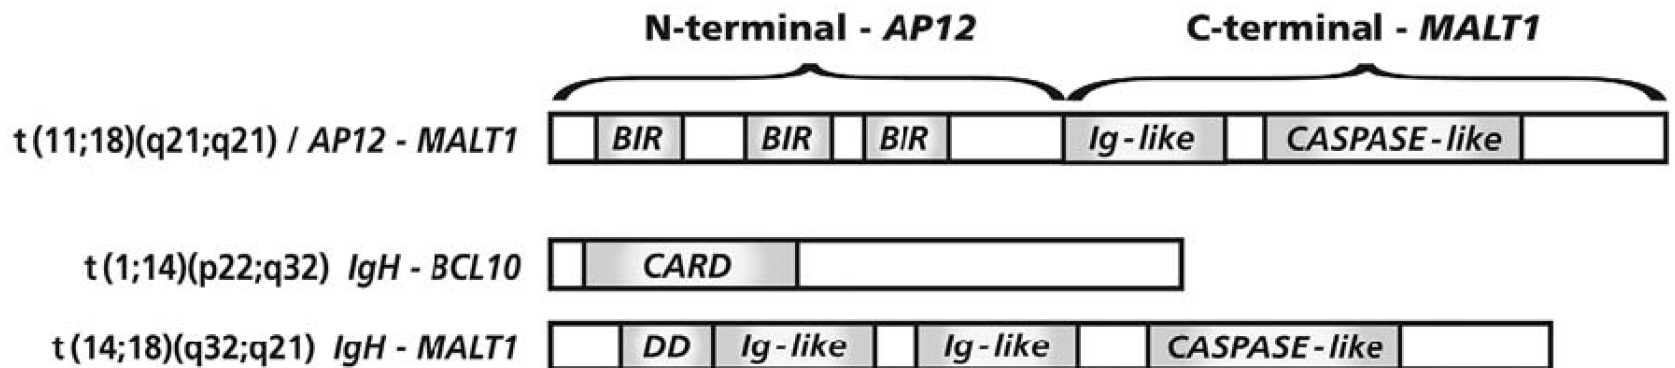 N-terminal - AP12 C-terminal - MALT1
t(11;18)(q21;q21) / AP12 - MALT1 BIR BIR BIR Ig-like CASPASE-like
t(1;14)(p22;q32) IgH - BCL10 CARD
t(14;18)(q32;q21) IgH - MALT1 DD Ig-like Ig-like CASPASE-like